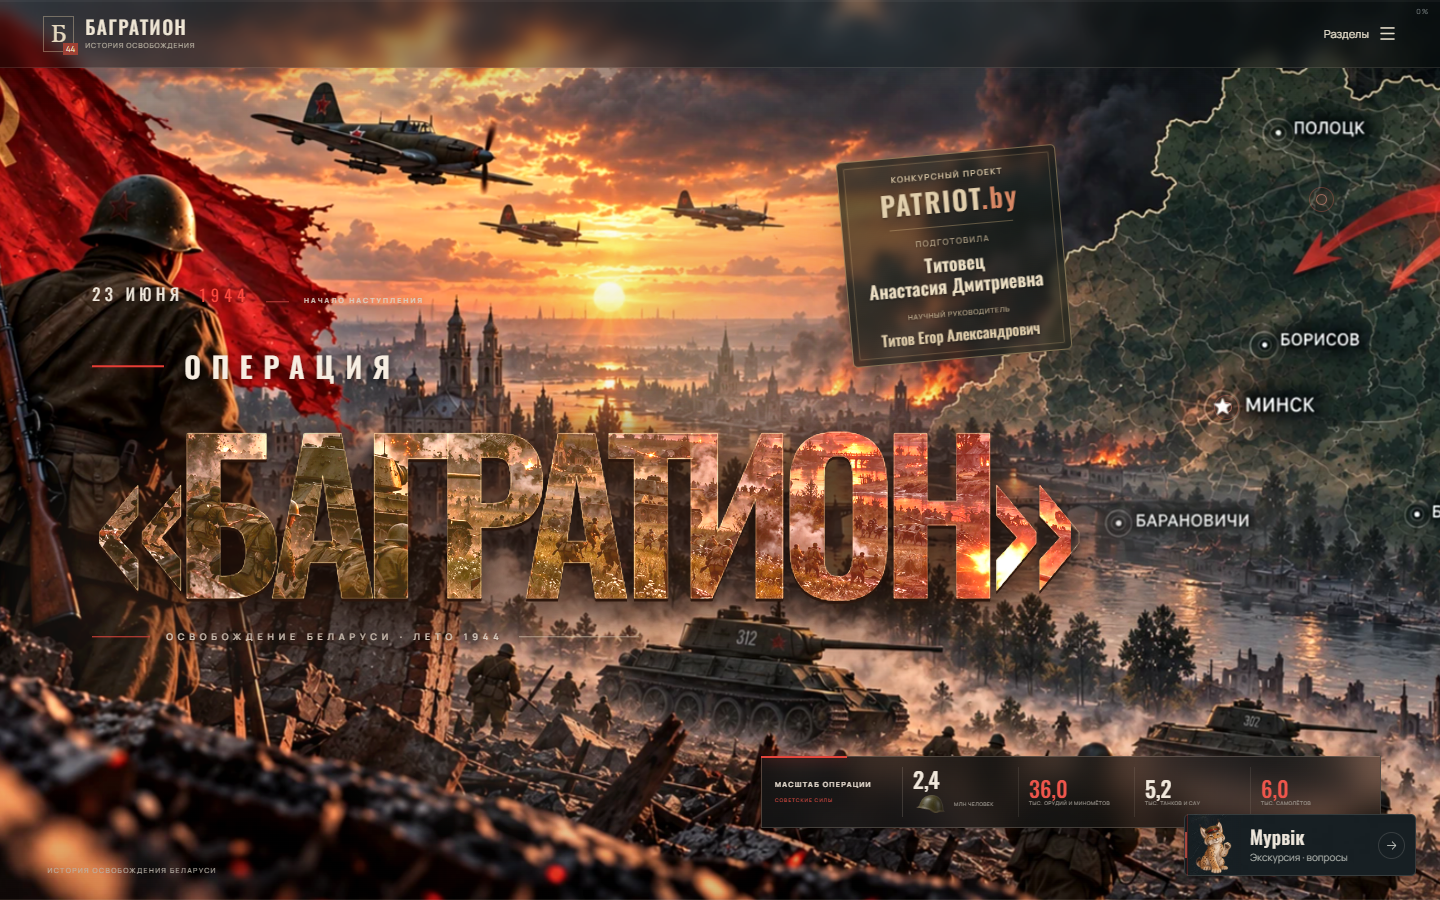 Б
44
БАГРАТИОН
ИСТОРИЯ ОСВОБОЖДЕНИЯ
Разделы
0%
ПОЛОЦК
КОНКУРСНЫЙ ПРОЕКТ
PATRIOT.by
ПОДГОТОВИЛА
Титовец
Анастасия Дмитриевна
НАУЧНЫЙ РУКОВОДИТЕЛЬ
Титов Егор Александрович
23 ИЮНЯ 1944
НАЧАЛО НАСТУПЛЕНИЯ
ОПЕРАЦИЯ
БОРИСОВ
МИНСК
«БАГРАТИОН»
БАРАНОВИЧИ
Б
ОСВОБОЖДЕНИЕ БЕЛАРУСИ · ЛЕТО 1944
312
302
МАСШТАБ ОПЕРАЦИИ
СОВЕТСКИЕ СИЛЫ
2,4
МЛН ЧЕЛОВЕК
36,0
ТЫС. ОРУДИЙ И МИНОМЁТОВ
5,2
ТЫС. ТАНКОВ И САУ
6,0
ТЫС. САМОЛЁТОВ
Мурвік
Экскурсия · вопросы
ИСТОРИЯ ОСВОБОЖДЕНИЯ БЕЛАРУСИ